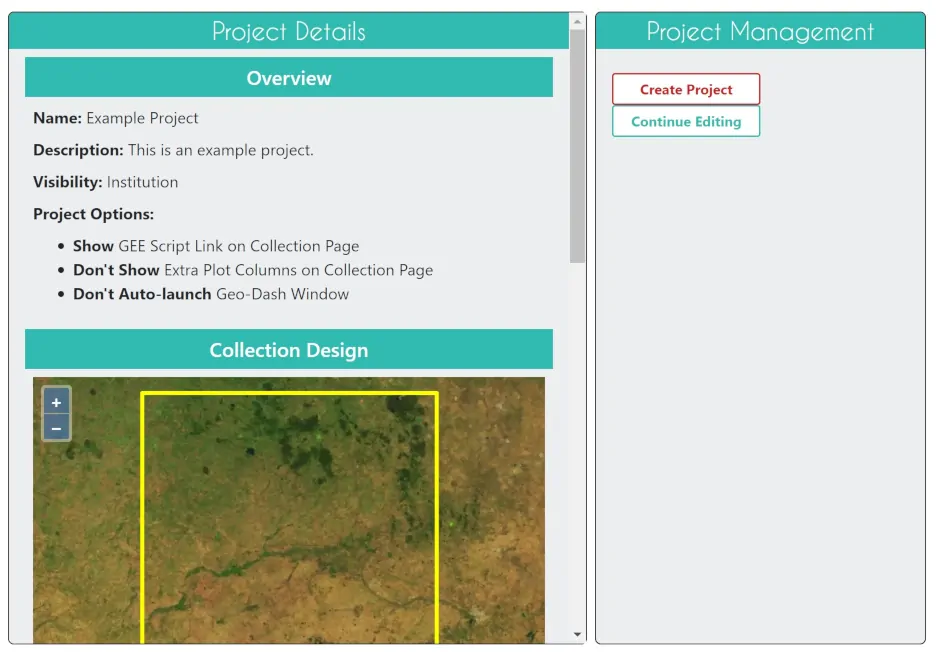 Project Details
Overview
Name: Example Project
Description: This is an example project.
Visibility: Institution
Project Options:
• Show GEE Script Link on Collection Page
• Don't Show Extra Plot Columns on Collection Page
• Don't Auto-launch Geo-Dash Window
Collection Design
+
−
Project Management
Create Project
Continue Editing